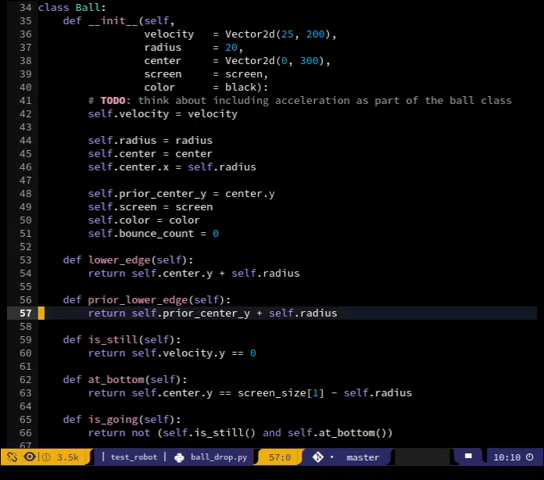 34 class Ball:
35     def __init__(self,
36                  velocity   = Vector2d(25, 200),
37                  radius     = 20,
38                  center     = Vector2d(0, 300),
39                  screen     = screen,
40                  color      = black):
41         # TODO: think about including acceleration as part of the ball class
42         self.velocity = velocity
43
44         self.radius = radius
45         self.center = center
46         self.center.x = self.radius
47
48         self.prior_center_y = center.y
49         self.screen = screen
50         self.color = color
51         self.bounce_count = 0
52
53     def lower_edge(self):
54         return self.center.y + self.radius
55
56     def prior_lower_edge(self):
57         return self.prior_center_y + self.radius
58
59     def is_still(self):
60         return self.velocity.y == 0
61
62     def at_bottom(self):
63         return self.center.y == screen_size[1] - self.radius
64
65     def is_going(self):
66         return not (self.is_still() and self.at_bottom())
67
3.5k | test_robot ball_drop.py 57:0 master 10:10